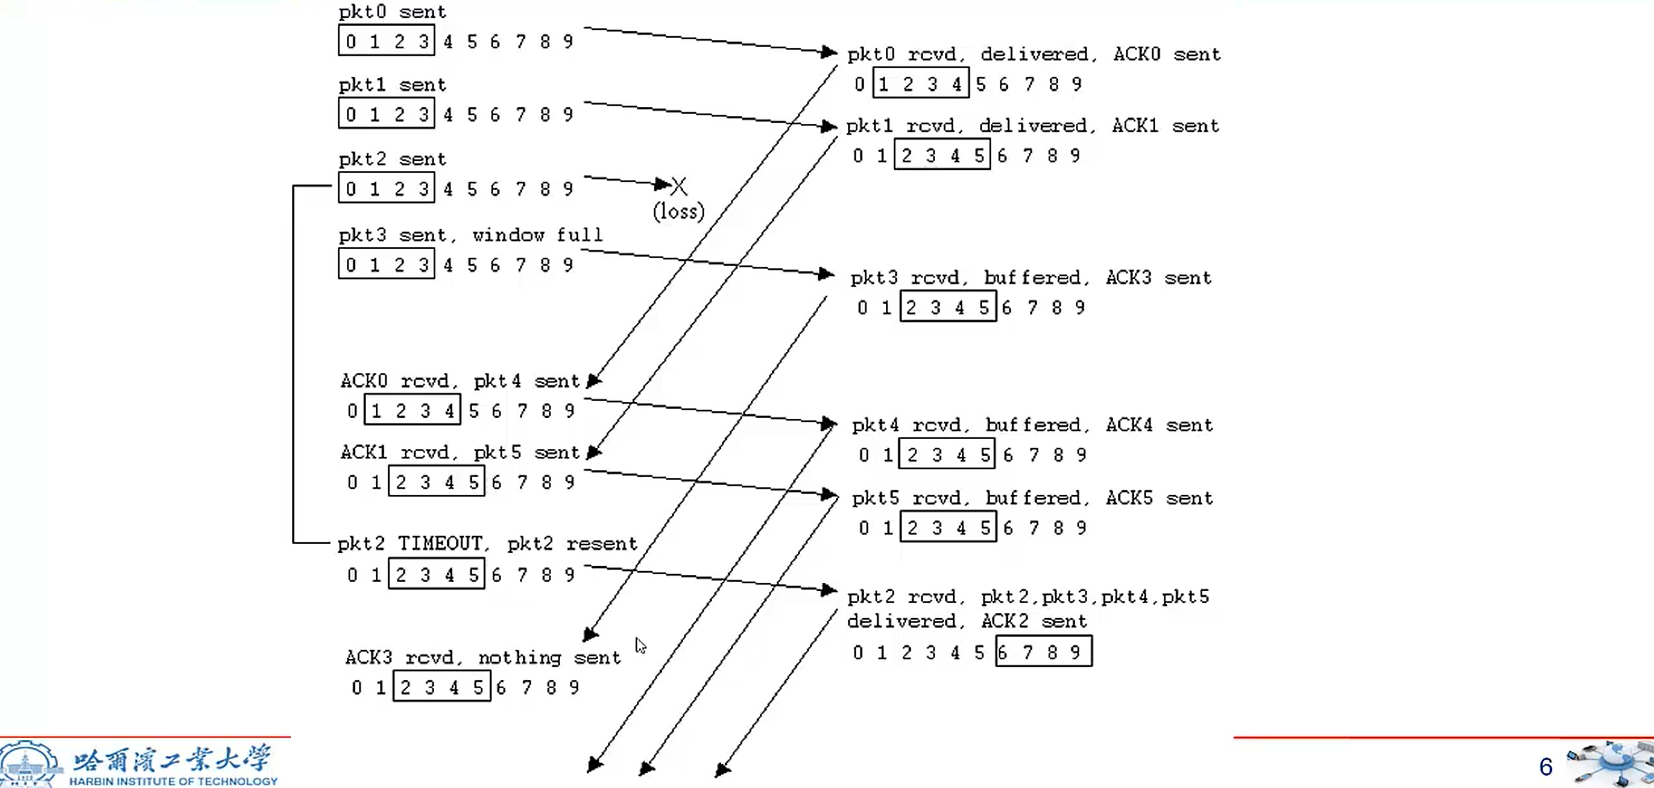 pkt0 sent
0 1 2 3 4 5 6 7 8 9
pkt1 sent
0 1 2 3 4 5 6 7 8 9
pkt2 sent
0 1 2 3 4 5 6 7 8 9
X
(loss)
pkt3 sent, window full
0 1 2 3 4 5 6 7 8 9
ACK0 rcvd, pkt4 sent
0 1 2 3 4 5 6 7 8 9
ACK1 rcvd, pkt5 sent
0 1 2 3 4 5 6 7 8 9
pkt2 TIMEOUT, pkt2 resent
0 1 2 3 4 5 6 7 8 9
ACK3 rcvd, nothing sent
0 1 2 3 4 5 6 7 8 9
pkt0 rcvd, delivered, ACK0 sent
0 1 2 3 4 5 6 7 8 9
pkt1 rcvd, delivered, ACK1 sent
0 1 2 3 4 5 6 7 8 9
pkt3 rcvd, buffered, ACK3 sent
0 1 2 3 4 5 6 7 8 9
pkt4 rcvd, buffered, ACK4 sent
0 1 2 3 4 5 6 7 8 9
pkt5 rcvd, buffered, ACK5 sent
0 1 2 3 4 5 6 7 8 9
pkt2 rcvd, pkt2,pkt3,pkt4,pkt5
delivered, ACK2 sent
0 1 2 3 4 5 6 7 8 9
哈爾濱工業大學
HARBIN INSTITUTE OF TECHNOLOGY
6